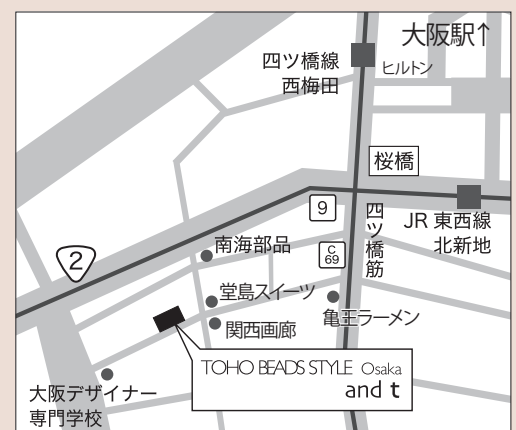 大阪駅↑
四ツ橋線
西梅田
ヒルトン
桜橋
9
四ツ橋筋
JR 東西線
北新地
C
69
南海部品
2
堂島スイーツ
亀王ラーメン
関西画廊
TOHO BEADS STYLE Osaka
and t
大阪デザイナー
専門学校